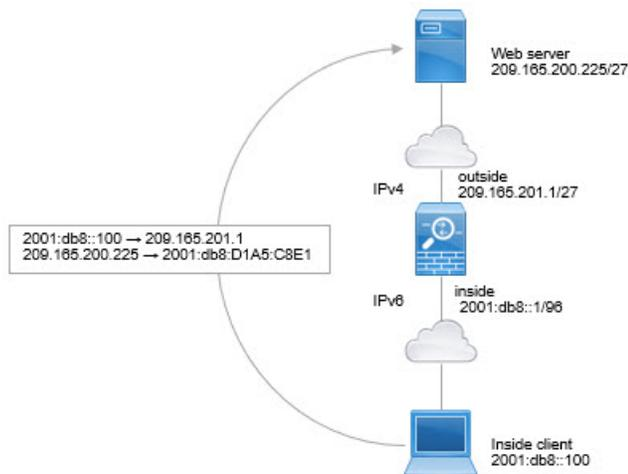 Web server
209.165.200.225/27
outside
209.165.201.1/27
IPv4
2001:db8::100 → 209.165.201.1
209.165.200.225 → 2001:db8:D1A5:C8E1
inside
2001:db8::1/96
IPv6
Inside client
2001:db8::100